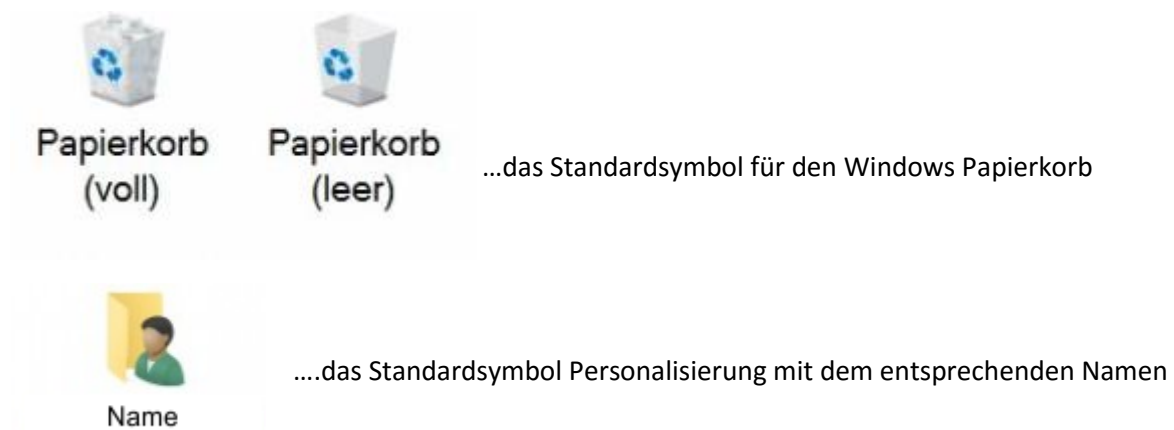 Papierkorb
(voll)
Papierkorb
(leer)
…das Standardsymbol für den Windows Papierkorb
Name
….das Standardsymbol Personalisierung mit dem entsprechenden Namen